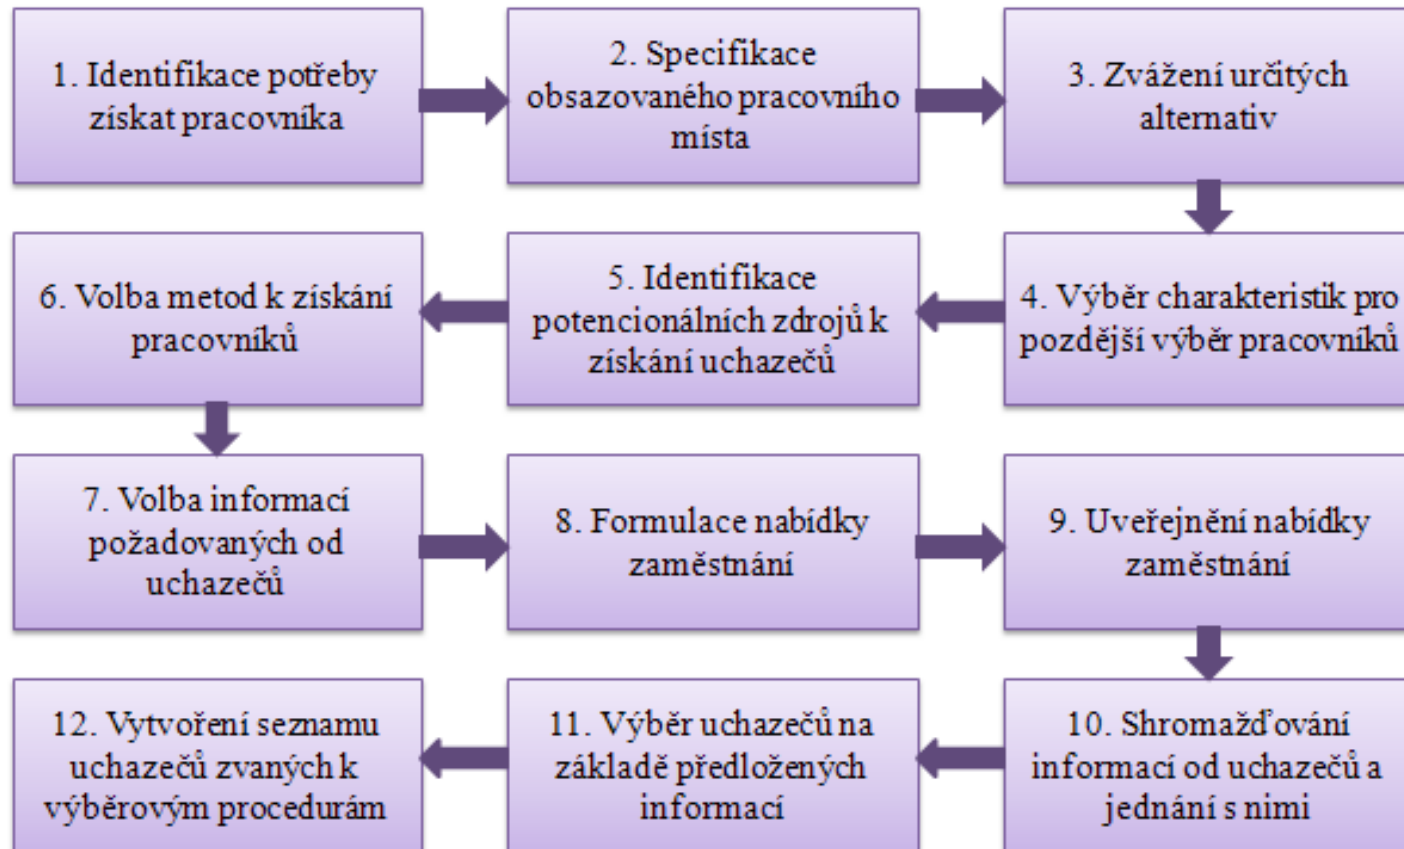 1. Identifikace potřeby
získat pracovníka
2. Specifikace
obsazovaného pracovního
místa
3. Zvážení určitých
alternativ
4. Výběr charakteristik pro
pozdější výběr pracovníků
5. Identifikace
potencionálních zdrojů k
získání uchazečů
6. Volba metod k získání
pracovníků
7. Volba informací
požadovaných od
uchazečů
8. Formulace nabídky
zaměstnání
9. Uveřejnění nabídky
zaměstnání
10. Shromažďování
informací od uchazečů a
jednání s nimi
11. Výběr uchazečů na
základě předložených
informací
12. Vytvoření seznamu
uchazečů zvaných k
výběrovým procedurám